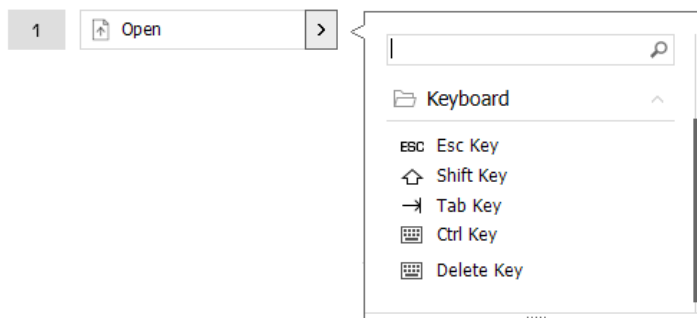 1 Open >
Keyboard
ESC Esc Key
Shift Key
Tab Key
Ctrl Key
Delete Key